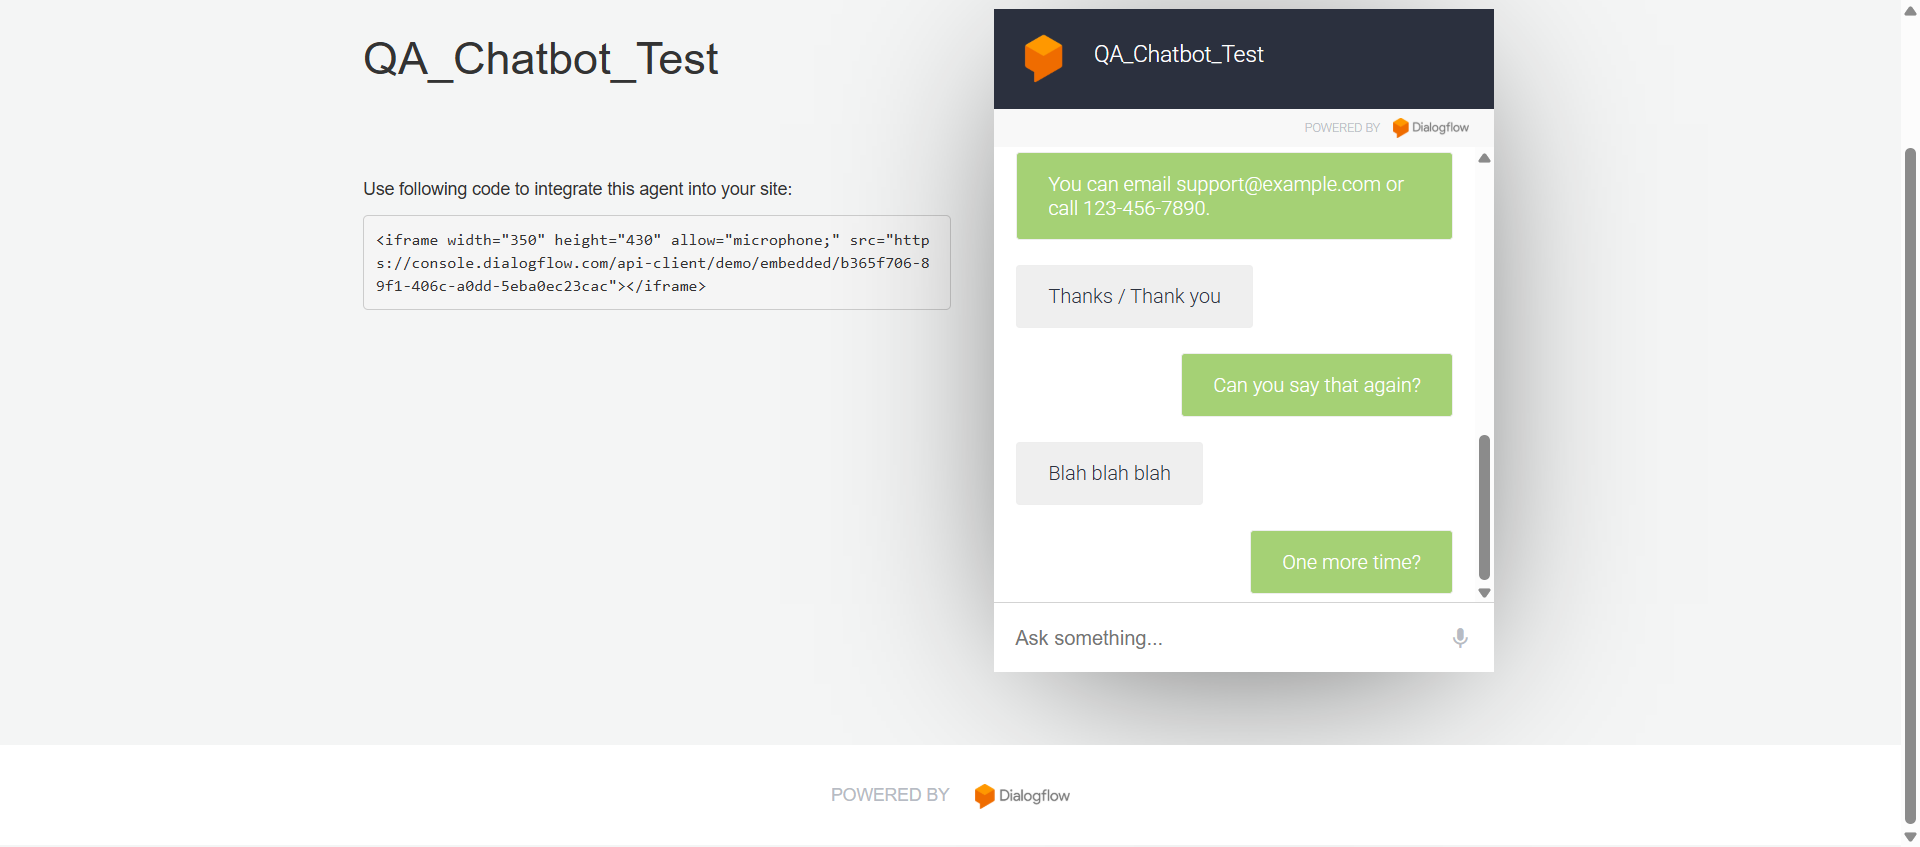 QA_Chatbot_Test
Use following code to integrate this agent into your site:
<iframe width="350" height="430" allow="microphone;" src="http
s://console.dialogflow.com/api-client/demo/embedded/b365f706-8
9f1-406c-a0dd-5eba0ec23cac"></iframe>
QA_Chatbot_Test
POWERED BY Dialogflow
You can email support@example.com or
call 123-456-7890.
Thanks / Thank you
Can you say that again?
Blah blah blah
One more time?
Ask something...
POWERED BY Dialogflow